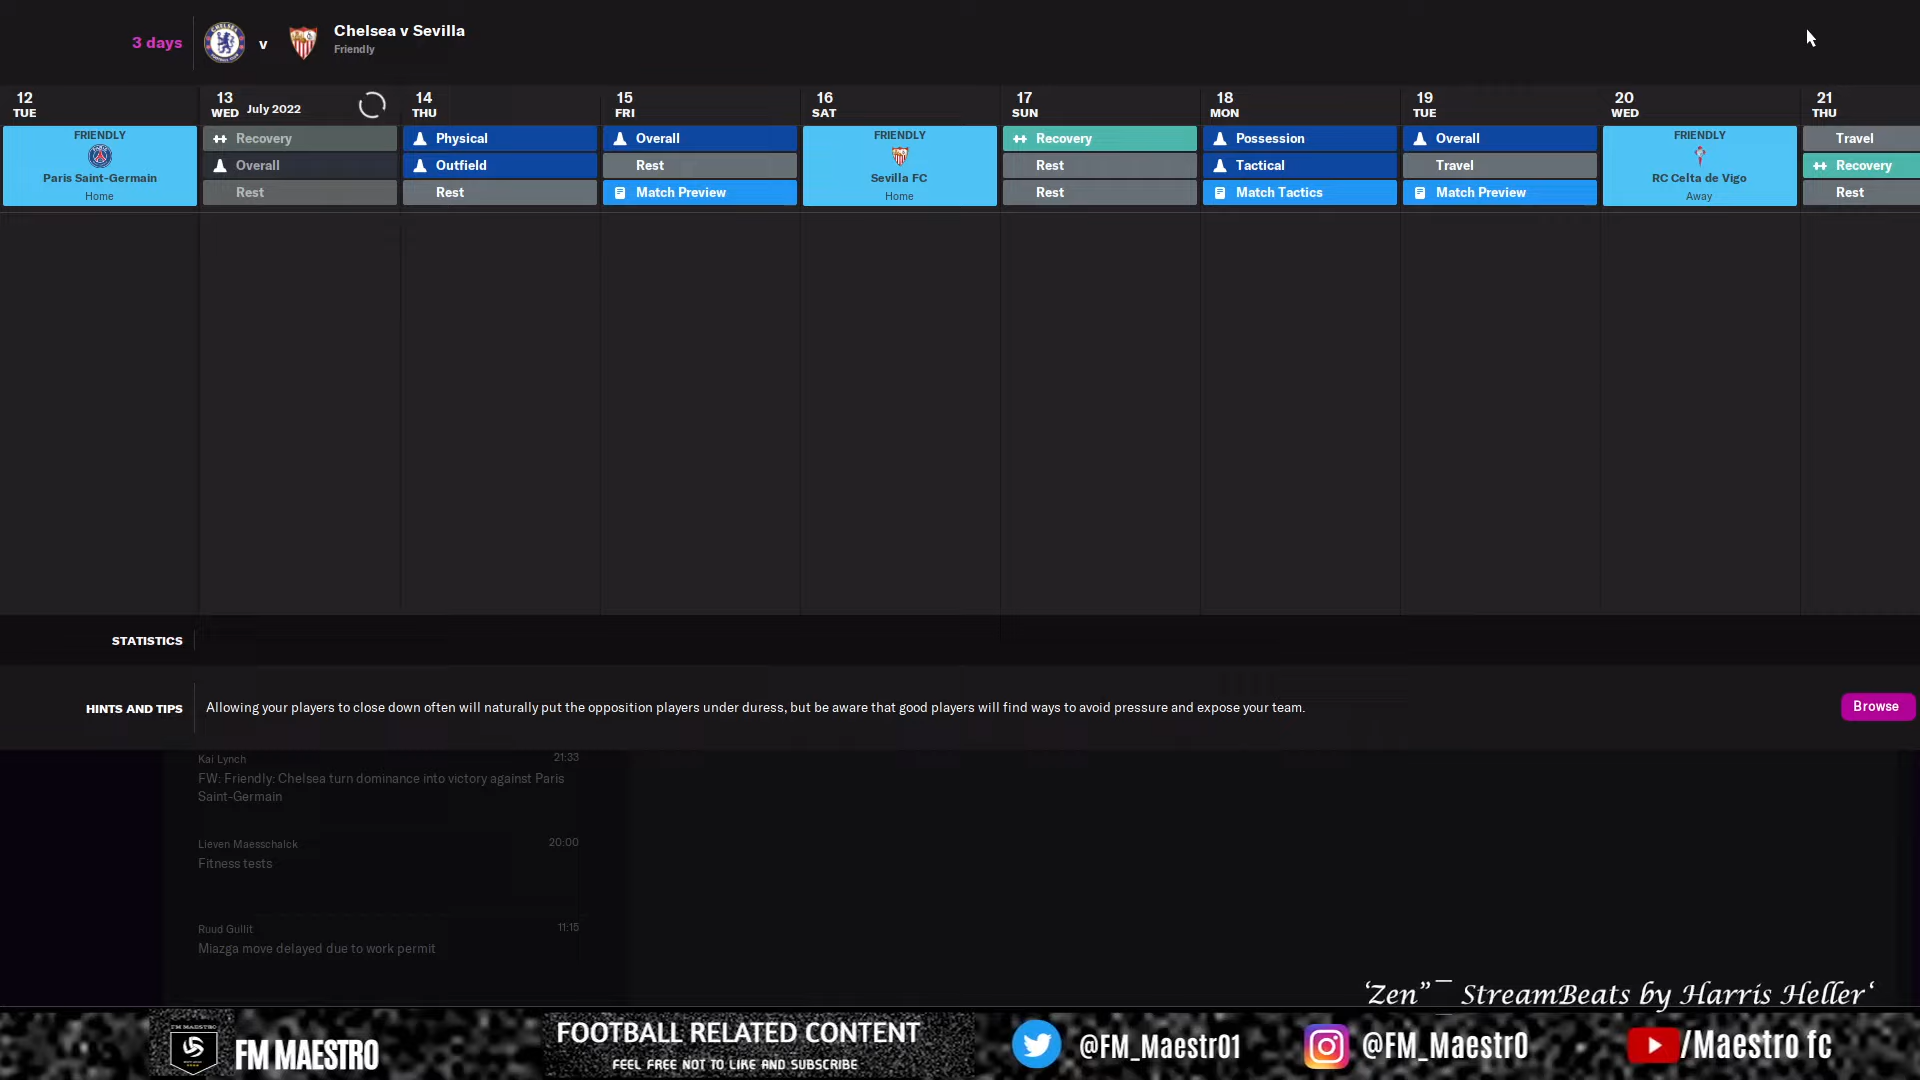 3 days
v
Chelsea v Sevilla
Friendly
12
TUE
13
WED July 2022
14
THU
15
FRI
16
SAT
17
SUN
18
MON
19
TUE
20
WED
21
THU
FRIENDLY
Paris Saint-Germain
Home
Recovery
Overall
Rest
Physical
Outfield
Rest
Overall
Rest
Match Preview
FRIENDLY
Sevilla FC
Home
Recovery
Rest
Rest
Possession
Tactical
Match Tactics
Overall
Travel
Match Preview
FRIENDLY
RC Celta de Vigo
Away
Travel
Recovery
Rest
STATISTICS
HINTS AND TIPS
Allowing your players to close down often will naturally put the opposition players under duress, but be aware that good players will find ways to avoid pressure and expose your team.
Browse
Kai Lynch 21:33
FW: Friendly: Chelsea turn dominance into victory against Paris
Saint-Germain
Lieven Maesschalck 20:00
Fitness tests
Ruud Gullit 11:15
Miazga move delayed due to work permit
‘Zen” ¯ StreamBeats by Harris Heller‘
FM MAESTRO
FM MAESTRO
FOOTBALL RELATED CONTENT
FEEL FREE NOT TO LIKE AND SUBSCRIBE
@FM_Maestr01
@FM_Maestr0
/Maestro fc